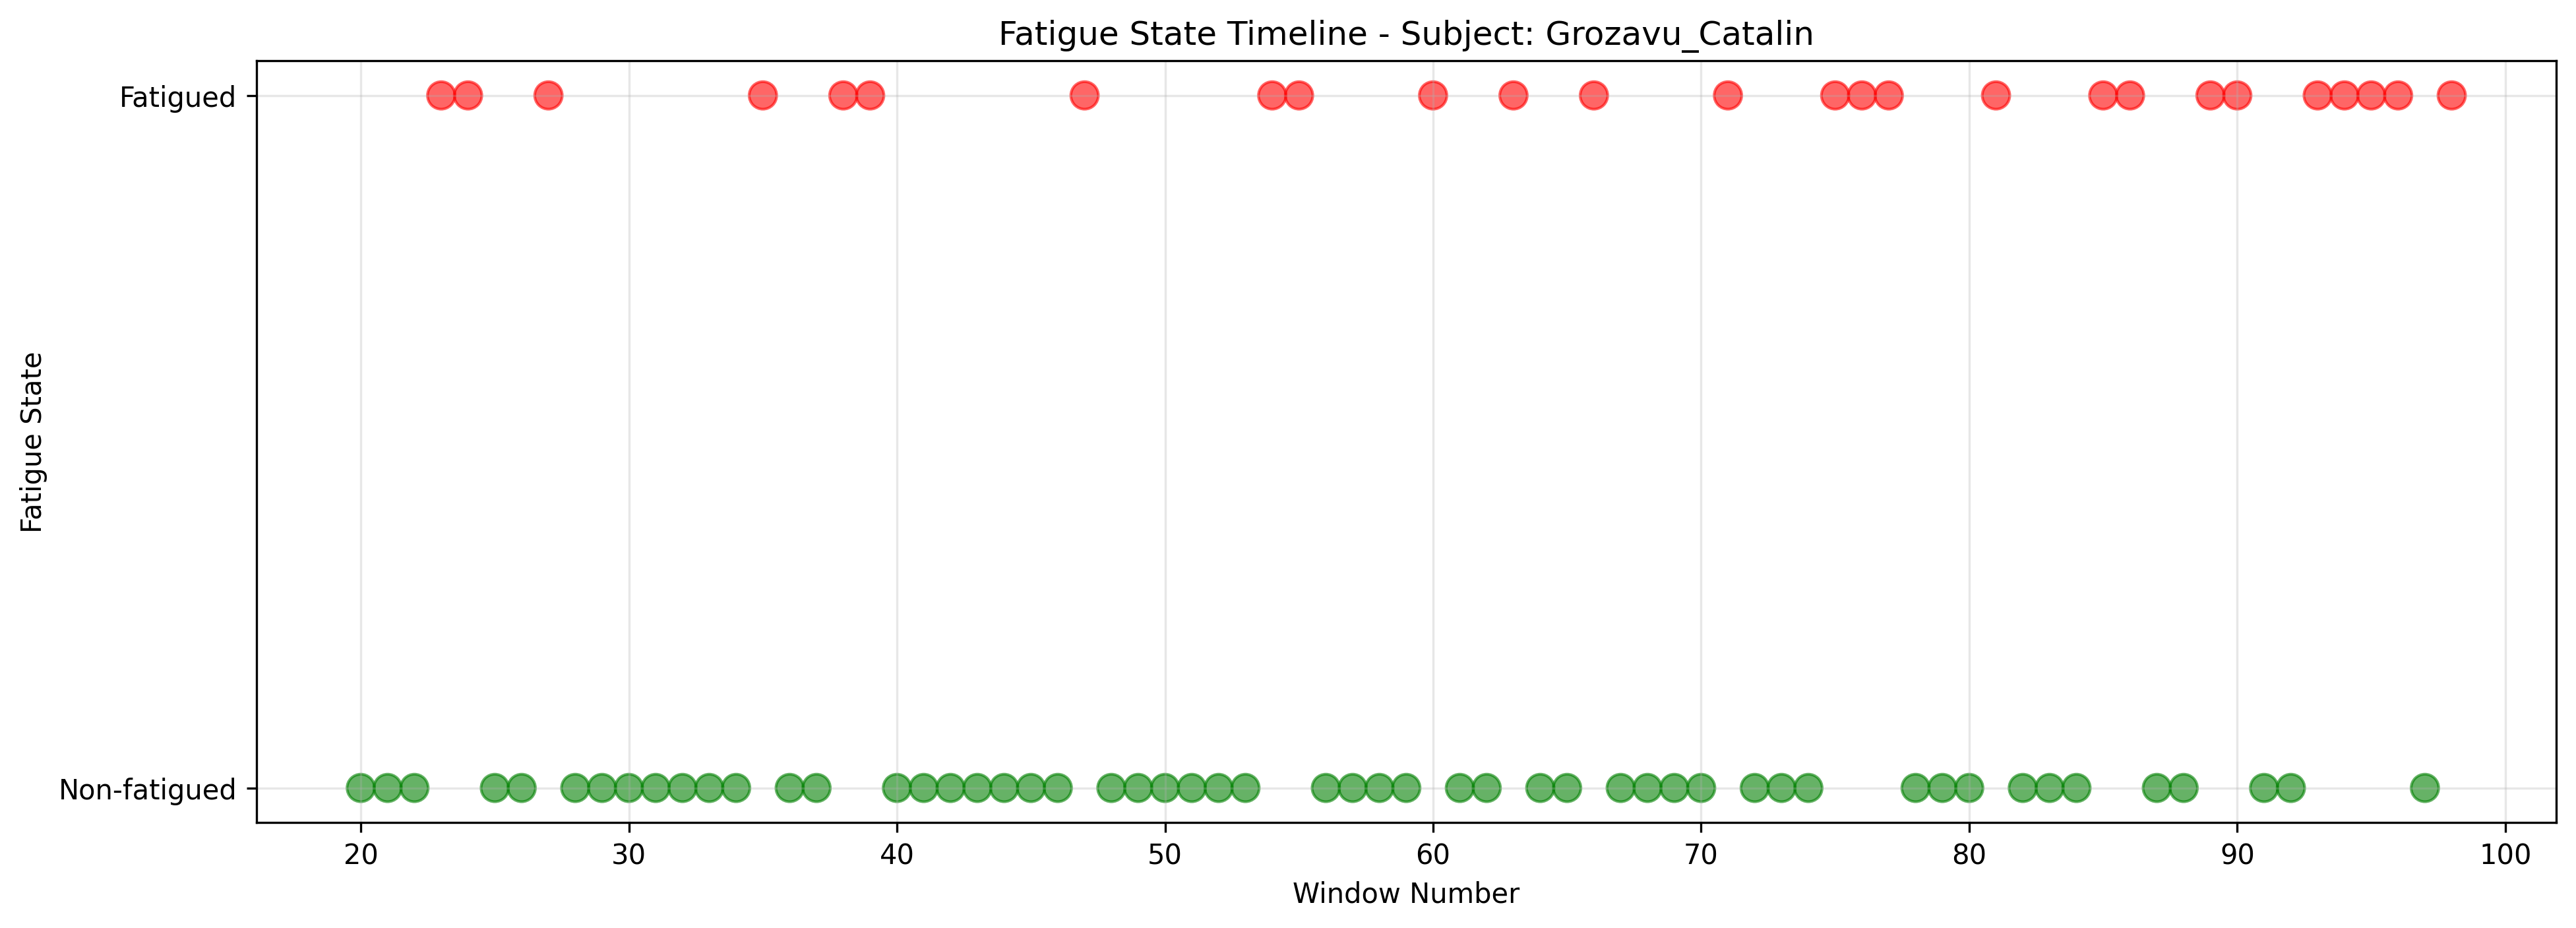 Fatigue State Timeline - Subject: Grozavu_Catalin
Fatigued
Fatigue State
Non-fatigued
20 30 40 50 60 70 80 90 100
Window Number